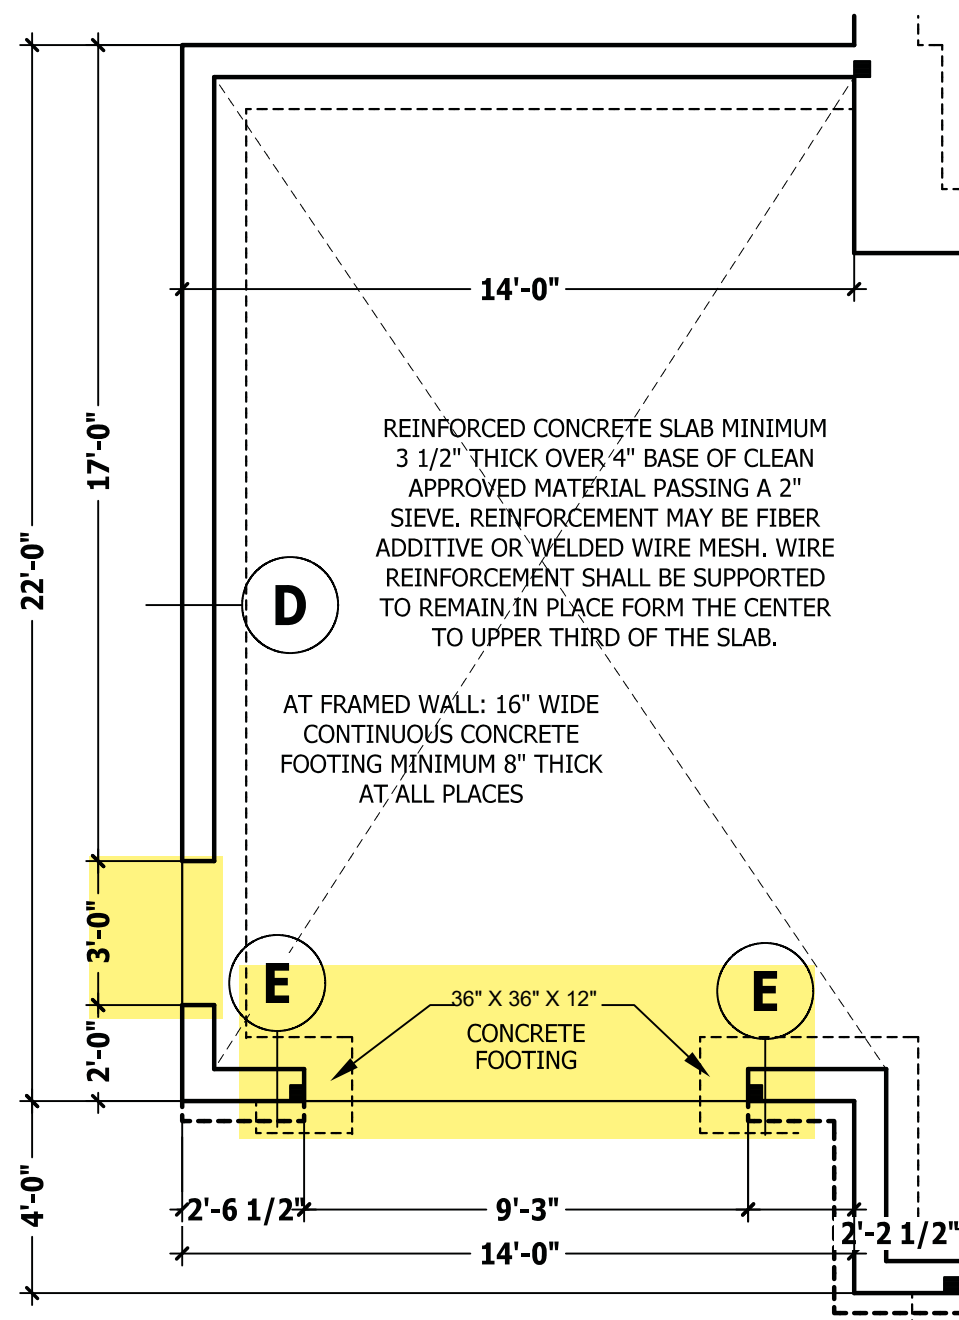 14'-0"
17'-0"
22'-0"
REINFORCED CONCRETE SLAB MINIMUM
3 1/2" THICK OVER 4" BASE OF CLEAN
APPROVED MATERIAL PASSING A 2"
SIEVE. REINFORCEMENT MAY BE FIBER
ADDITIVE OR WELDED WIRE MESH. WIRE
REINFORCEMENT SHALL BE SUPPORTED
TO REMAIN IN PLACE FORM THE CENTER
TO UPPER THIRD OF THE SLAB.
D
AT FRAMED WALL: 16" WIDE
CONTINUOUS CONCRETE
FOOTING MINIMUM 8" THICK
AT ALL PLACES
3'-0"
E
E
36" X 36" X 12"
CONCRETE
FOOTING
2'-0"
4'-0"
2'-6 1/2"
9'-3"
2'-2 1/2"
14'-0"